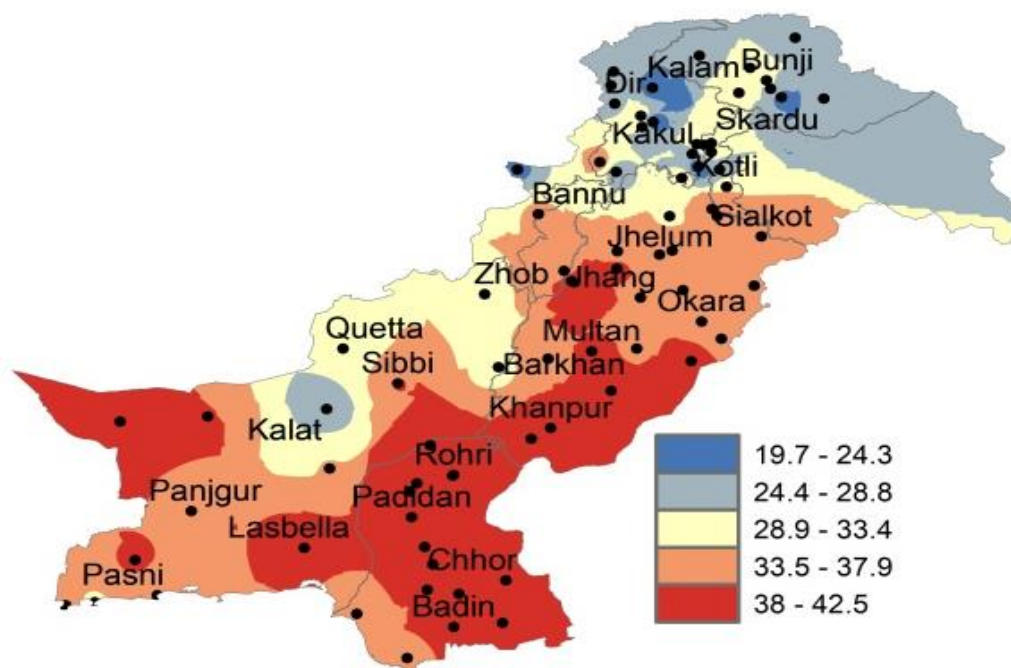 Bunji
Kalam
Dir
Skardu
Kakul
Kotli
Bannu
Sialkot
Jhelum
Zhob
Jhang
Okara
Quetta
Multan
Sibbi
Barkhan
Khanpur
Kalat
Rohri
Panjgur
Padidan
Lasbella
Chhor
Pasni
Badin
19.7 - 24.3
24.4 - 28.8
28.9 - 33.4
33.5 - 37.9
38 - 42.5